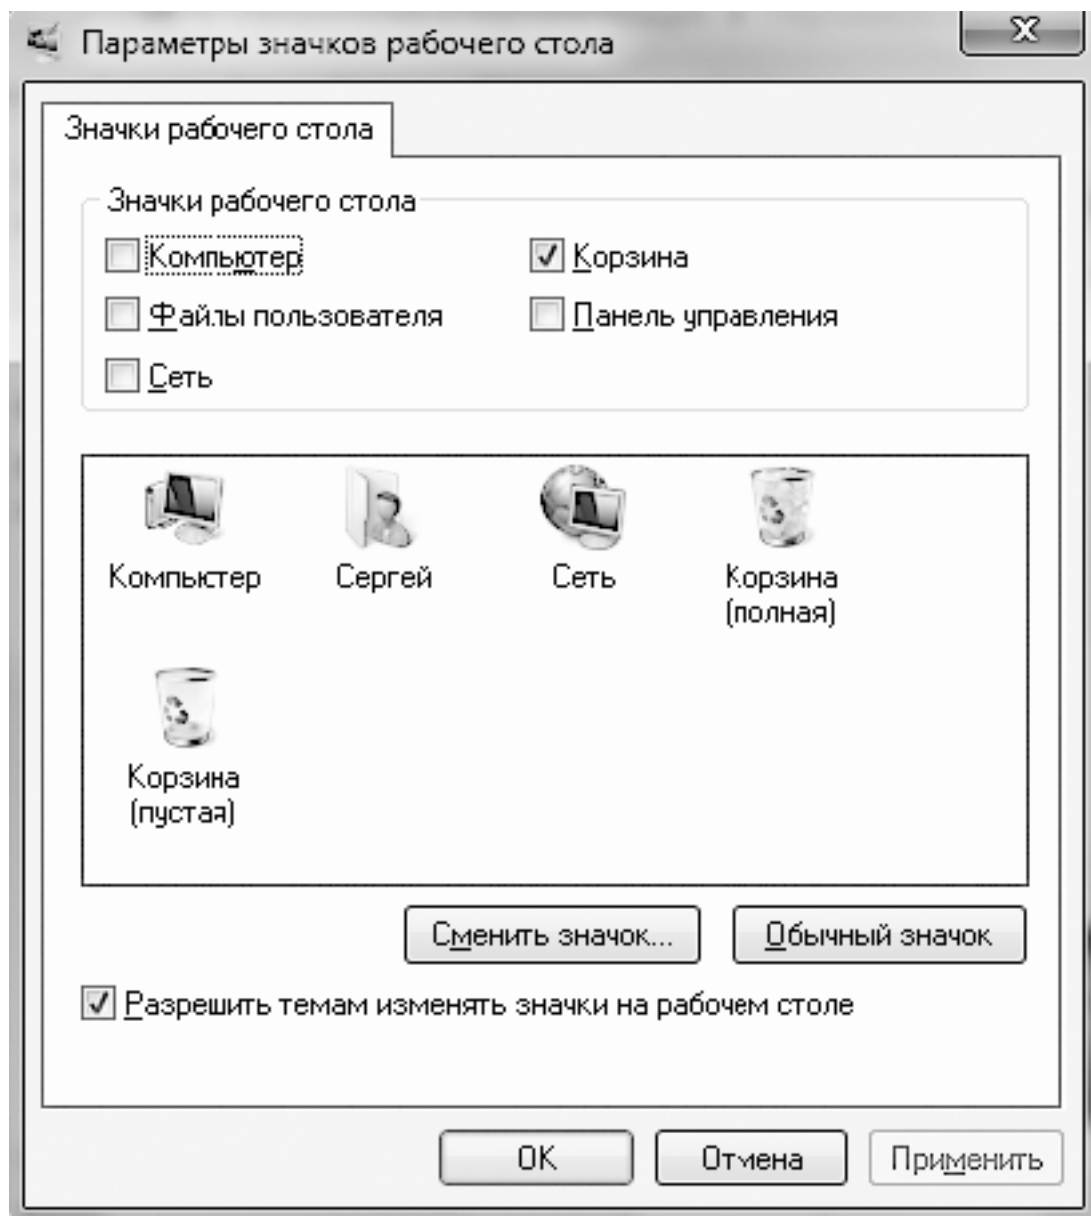 Параметры значков рабочего стола
Значки рабочего стола
Значки рабочего стола
Компьютер
Корзина
Файлы пользователя
Панель управления
Сеть
Компьютер
Сергей
Сеть
Корзина
(полная)
Корзина
(пустая)
Сменить значок...
Обычный значок
Разрешить темам изменять значки на рабочем столе
ОК
Отмена
Применить